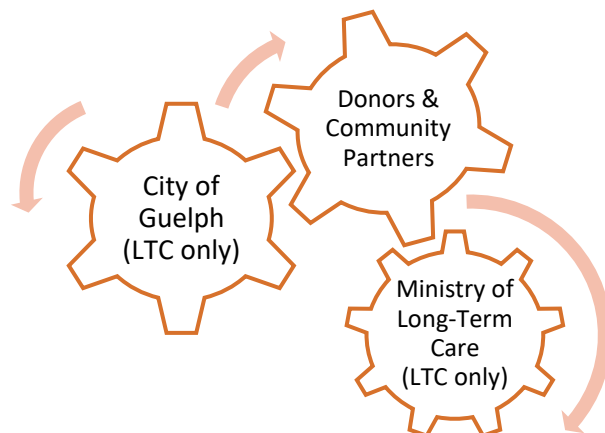 Donors &
Community
Partners
City of
Guelph
(LTC only)
Ministry of
Long-Term
Care
(LTC only)